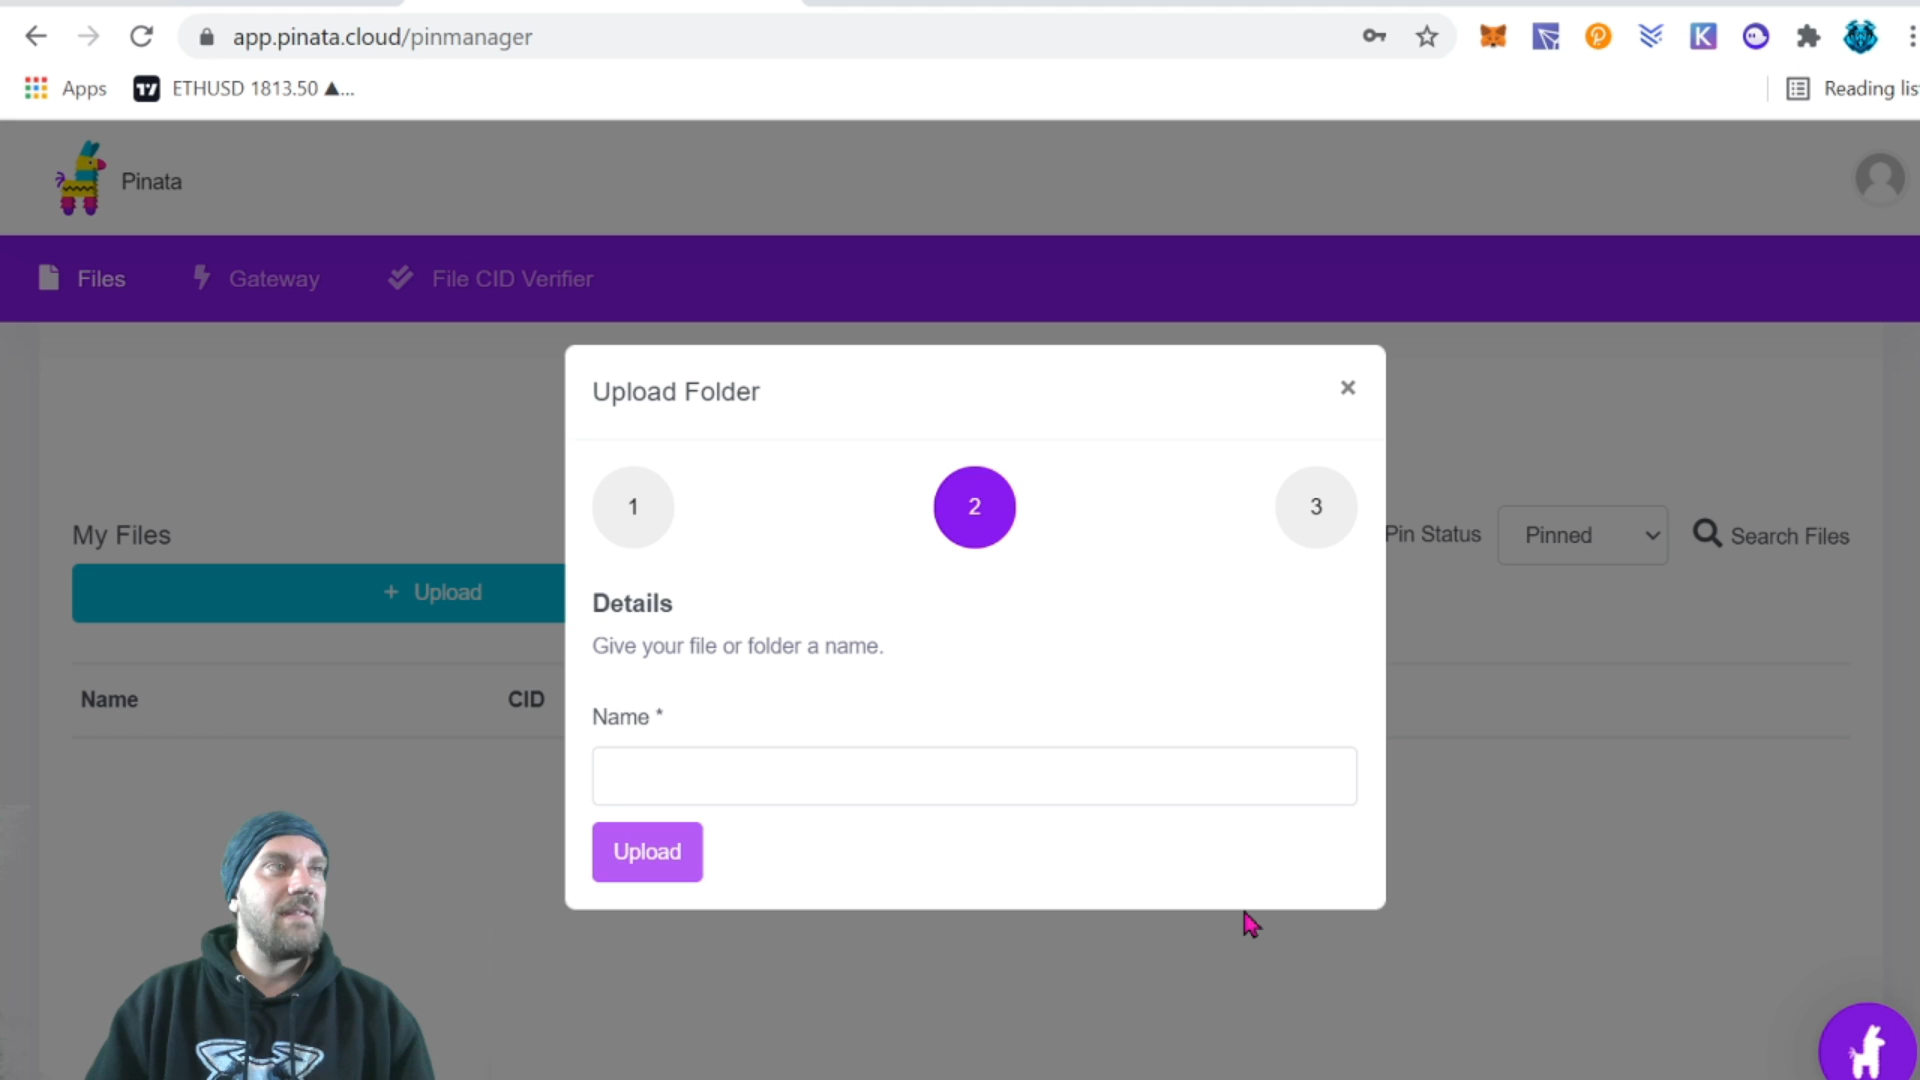 app.pinata.cloud/pinmanager
Apps
ETHUSD 1813.50 ▲...
Reading lis
Pinata
Files
Gateway
File CID Verifier
Upload Folder
×
1
2
3
My Files
Pin Status
Pinned
Search Files
+ Upload
Details
Give your file or folder a name.
Name
CID
Name *
Upload